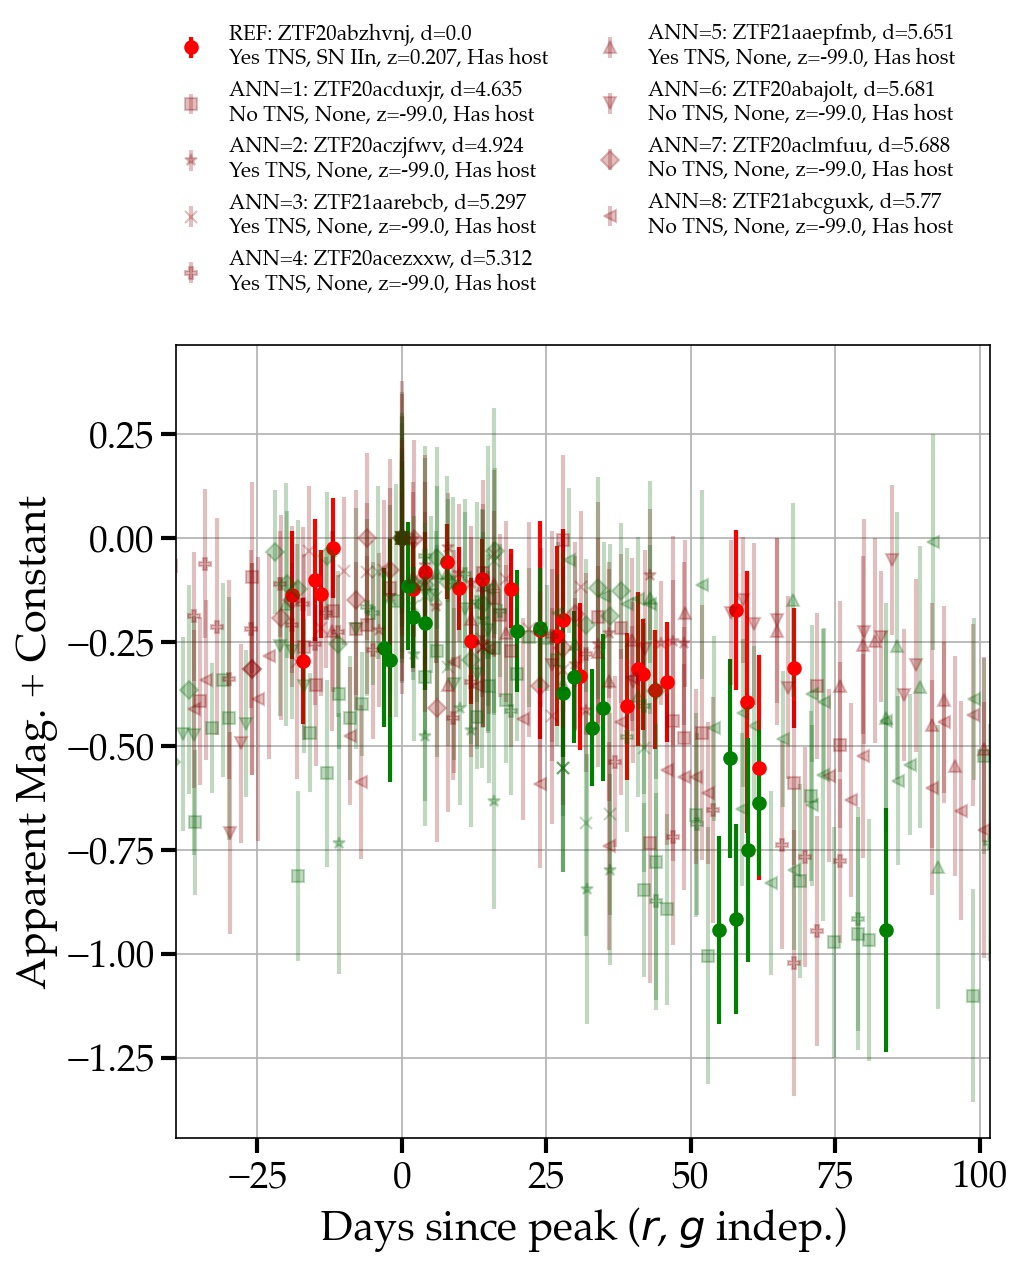 REF: ZTF20abzhvnj, d=0.0
Yes TNS, SN IIn, z=0.207, Has host
ANN=1: ZTF20acduxjr, d=4.635
No TNS, None, z=-99.0, Has host
ANN=2: ZTF20aczjfwv, d=4.924
Yes TNS, None, z=-99.0, Has host
ANN=3: ZTF21aarebcb, d=5.297
Yes TNS, None, z=-99.0, Has host
ANN=4: ZTF20acezxxw, d=5.312
Yes TNS, None, z=-99.0, Has host
ANN=5: ZTF21aaepfmb, d=5.651
Yes TNS, None, z=-99.0, Has host
ANN=6: ZTF20abajolt, d=5.681
No TNS, None, z=-99.0, Has host
ANN=7: ZTF20aclmfuu, d=5.688
No TNS, None, z=-99.0, Has host
ANN=8: ZTF21abcguxk, d=5.77
No TNS, None, z=-99.0, Has host
Apparent Mag. + Constant
0.25
0.00
−0.25
−0.50
−0.75
−1.00
−1.25
−25
0
25
50
75
100
Days since peak (r, g indep.)